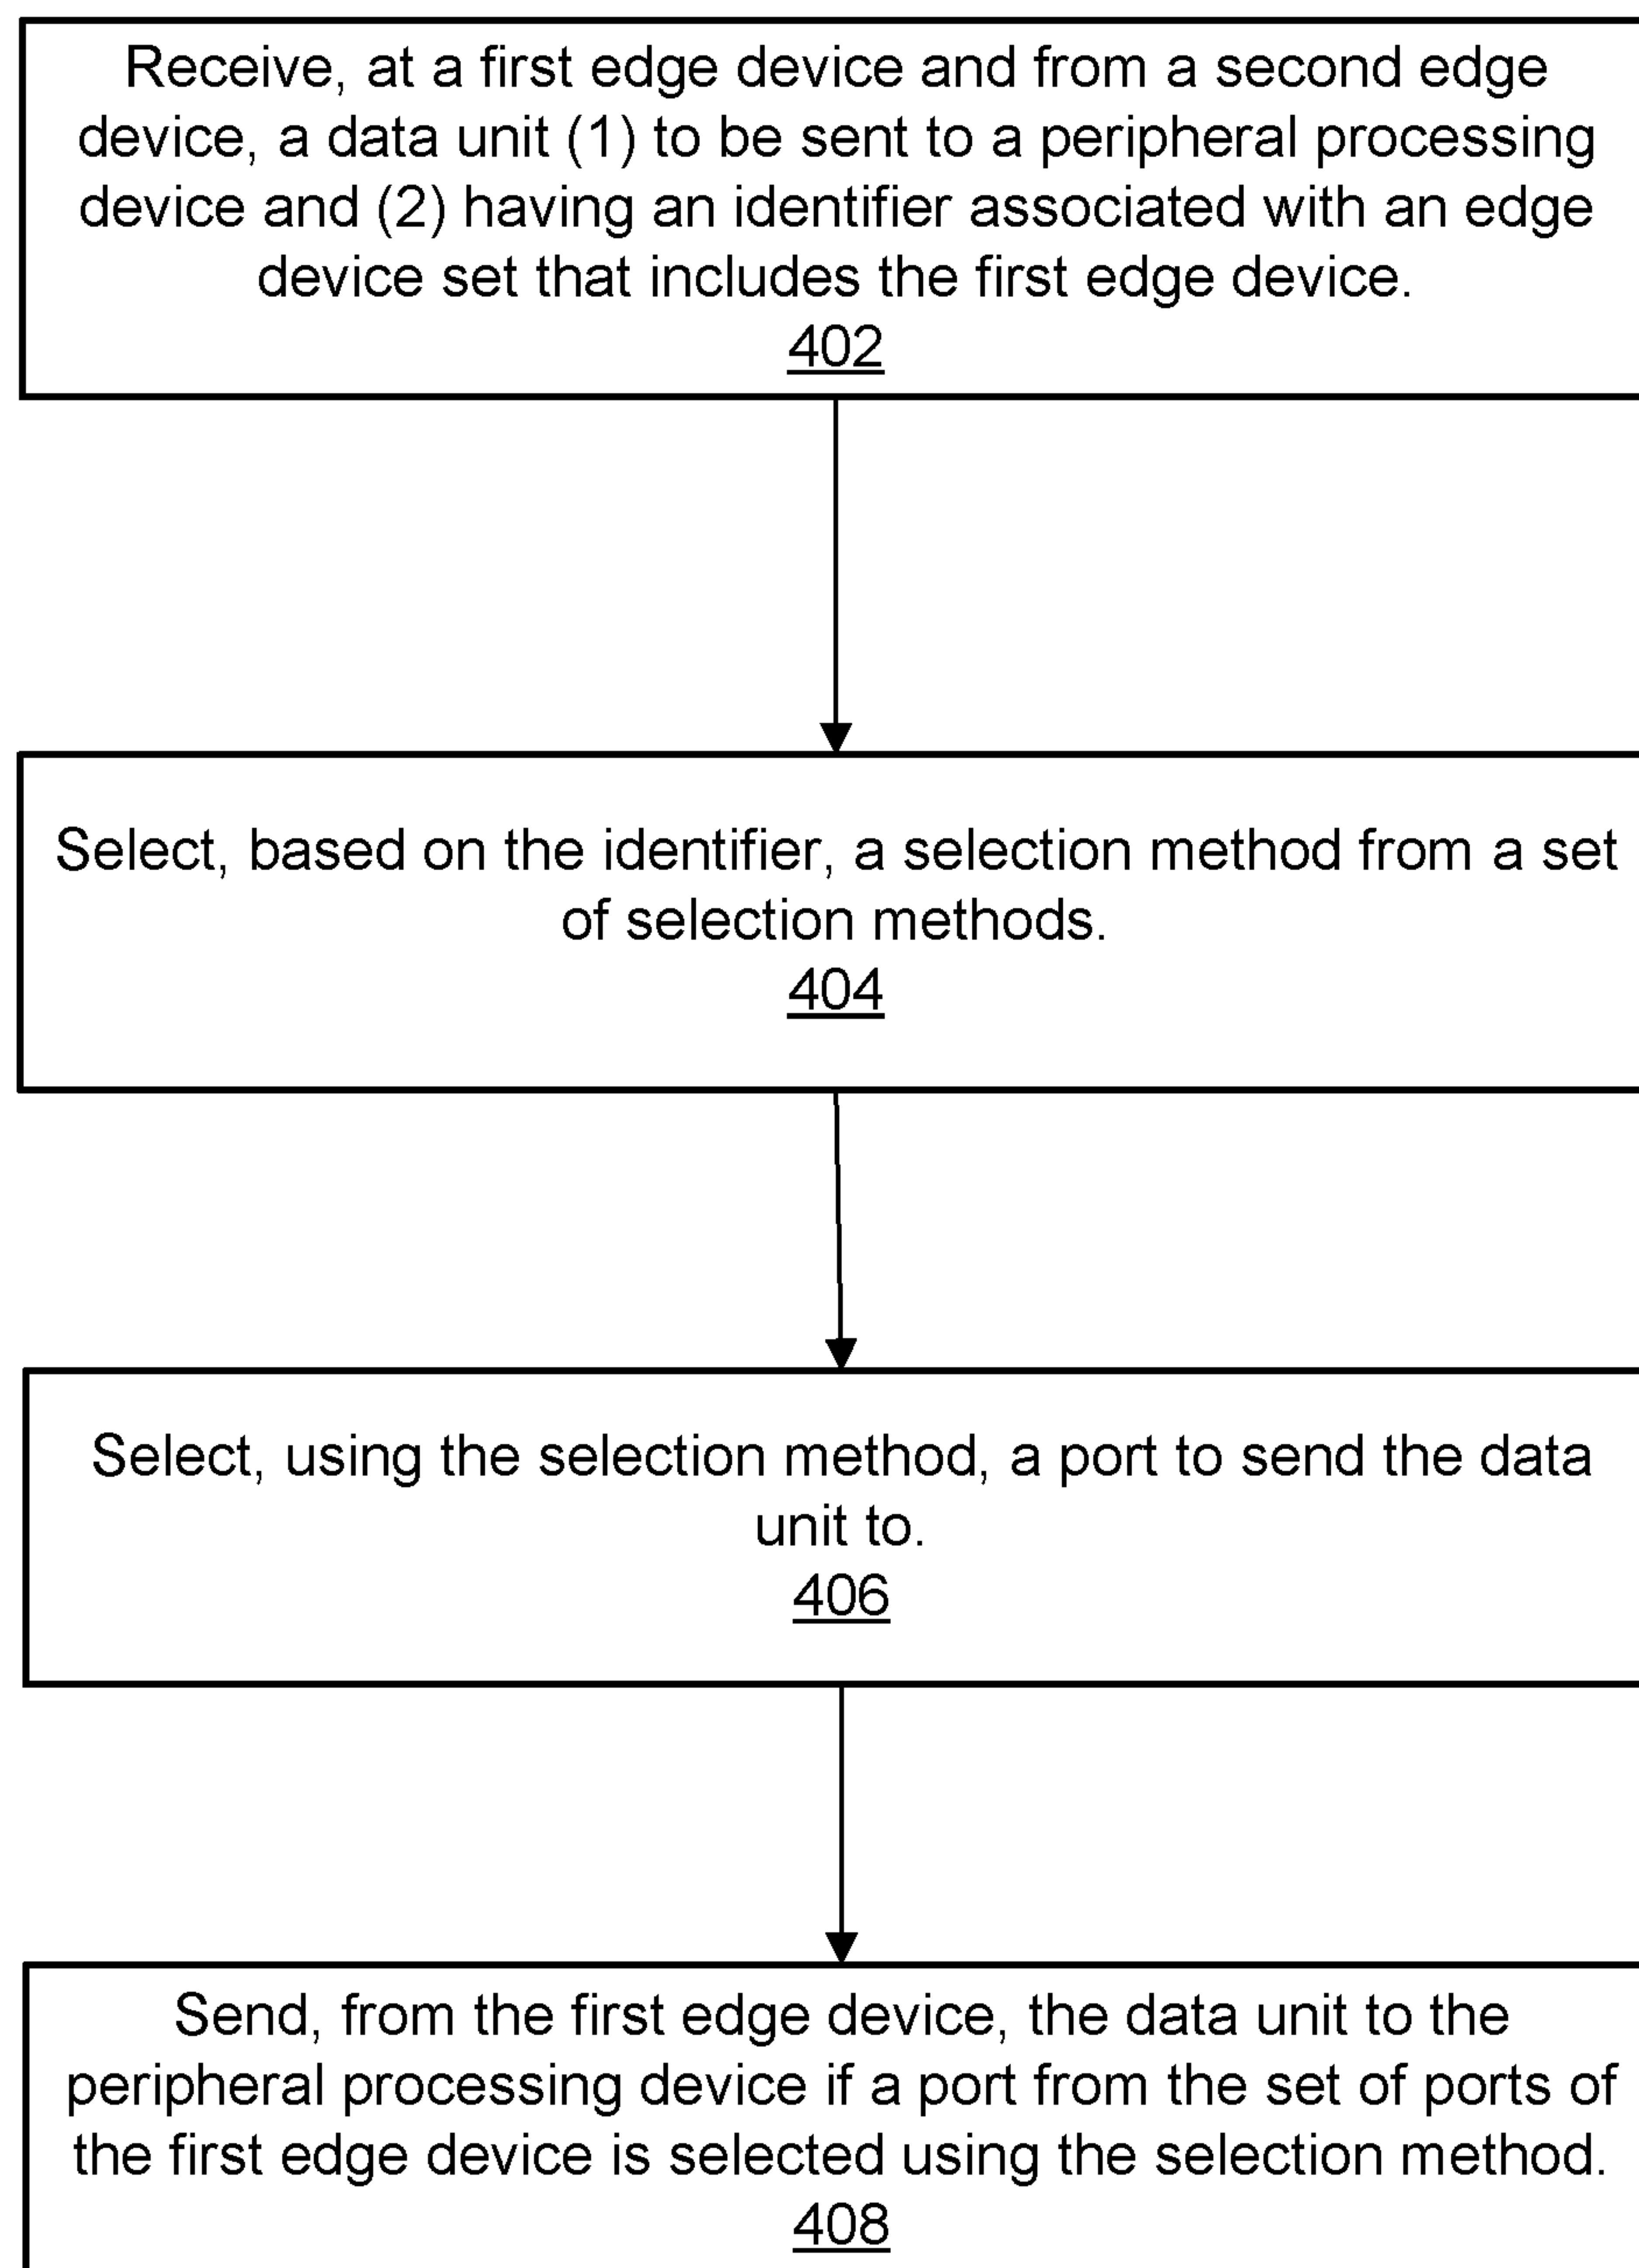 Receive, at a first edge device and from a second edge
device, a data unit (1) to be sent to a peripheral processing
device and (2) having an identifier associated with an edge
device set that includes the first edge device.
402
Select, based on the identifier, a selection method from a set
of selection methods.
404
Select, using the selection method, a port to send the data
unit to.
406
Send, from the first edge device, the data unit to the
peripheral processing device if a port from the set of ports of
the first edge device is selected using the selection method.
408